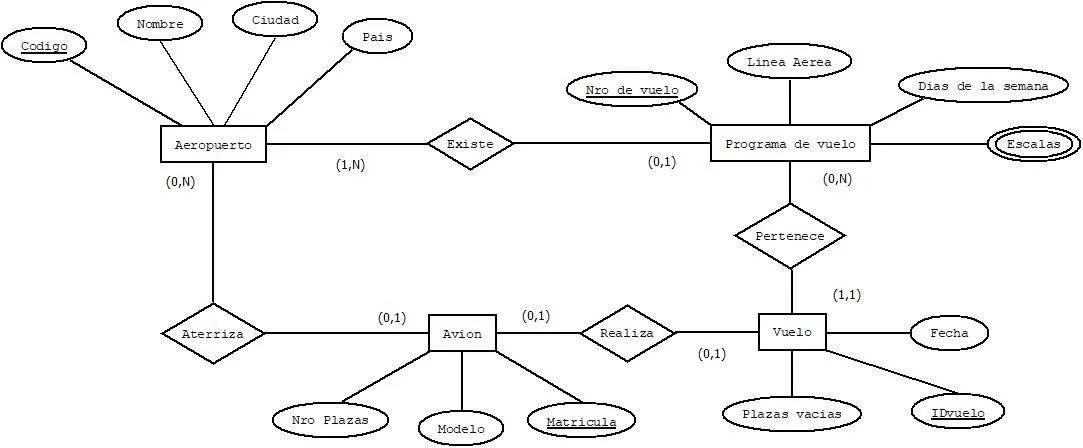 Codigo
Nombre
Ciudad
Pais
Nro de vuelo
Linea Aerea
Dias de la semana
Aeropuerto
Existe
Programa de vuelo
Escalas
(1,N)
(0,1)
(0,N)
(0,N)
Pertenece
(1,1)
Aterriza
(0,1)
Avion
(0,1)
Realiza
(0,1)
Vuelo
Fecha
Nro Plazas
Modelo
Matricula
Plazas vacias
IDvuelo